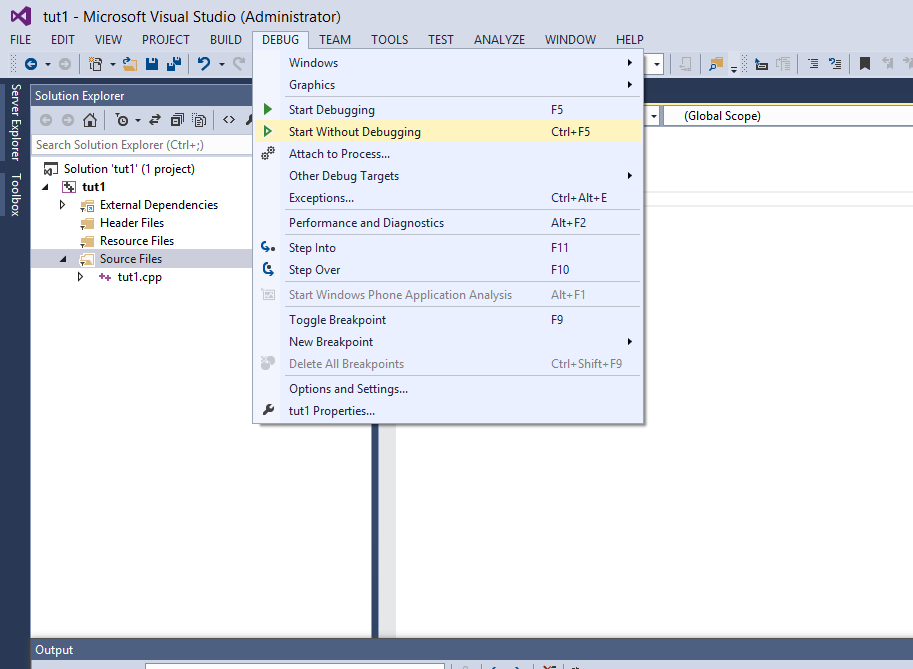 tut1 - Microsoft Visual Studio (Administrator)
FILE EDIT VIEW PROJECT BUILD DEBUG TEAM TOOLS TEST ANALYZE WINDOW HELP
Server Explorer
Toolbox
Solution Explorer
Search Solution Explorer (Ctrl+;)
Solution 'tut1' (1 project)
tut1
External Dependencies
Header Files
Resource Files
Source Files
tut1.cpp
Windows
Graphics
Start Debugging F5
Start Without Debugging Ctrl+F5
Attach to Process...
Other Debug Targets
Exceptions... Ctrl+Alt+E
Performance and Diagnostics Alt+F2
Step Into F11
Step Over F10
Start Windows Phone Application Analysis Alt+F1
Toggle Breakpoint F9
New Breakpoint
Delete All Breakpoints Ctrl+Shift+F9
Options and Settings...
tut1 Properties...
(Global Scope)
Output